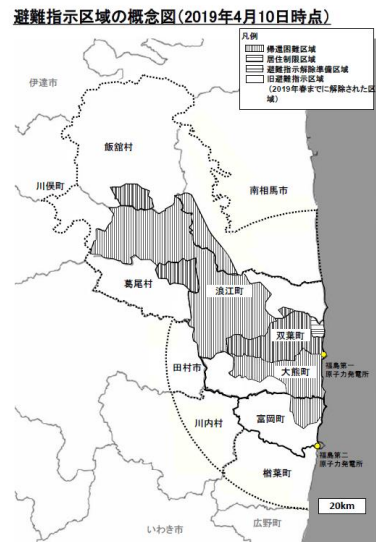 避難指示区域の概念図(2019年4月10日時点)
凡例
帰還困難区域
居住制限区域
避難指示解除準備区域
旧避難指示区域
(2019年春までに解除された区
域)
伊達市
飯舘村
川俣町
南相馬市
葛尾村
浪江町
双葉町
福島第一
原子力発電所
大熊町
田村市
川内村
富岡町
福島第二
原子力発電所
楢葉町
20km
いわき市
広野町